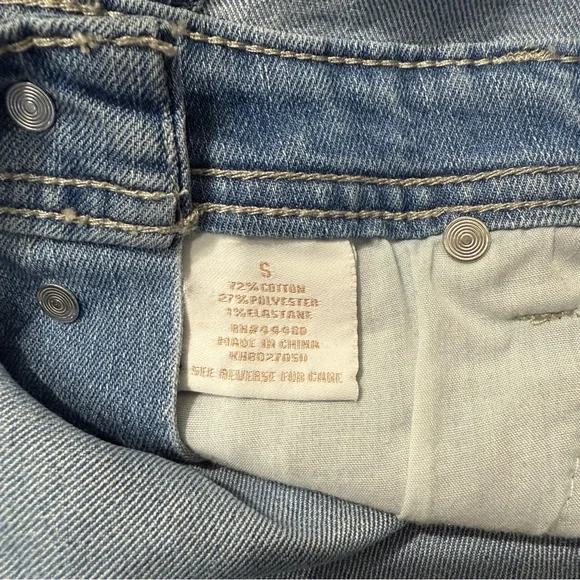 S
72% COTTON
27% POLYESTER
1% ELASTANE
MADE IN CHINA
SEE REVERSE FOR CARE